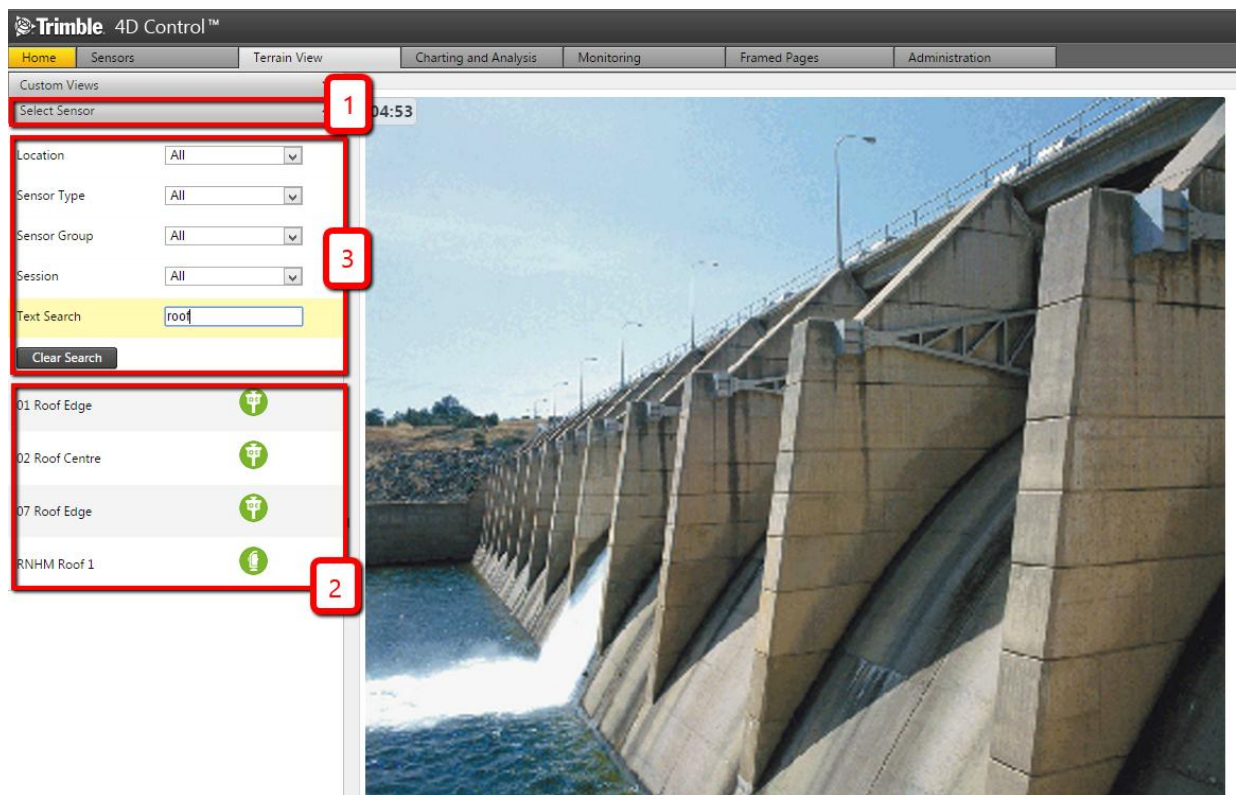 Trimble. 4D Control™
Home Sensors Terrain View Charting and Analysis Monitoring Framed Pages Administration
Custom Views
Select Sensor
1
04:53
Location All
Sensor Type All
Sensor Group All
3
Session All
Text Search roof
Clear Search
01 Roof Edge
02 Roof Centre
07 Roof Edge
RNHM Roof 1
2